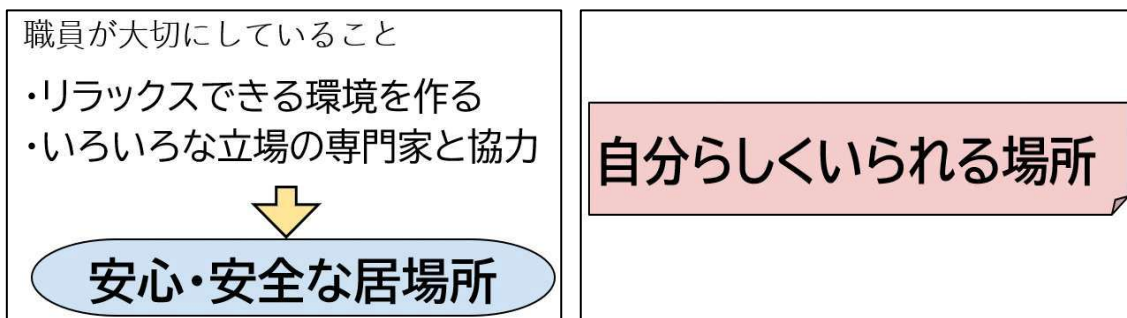 職員が大切にしていること
・リラックスできる環境を作る
・いろいろな立場の専門家と協力
安心・安全な居場所
自分らしくいられる場所